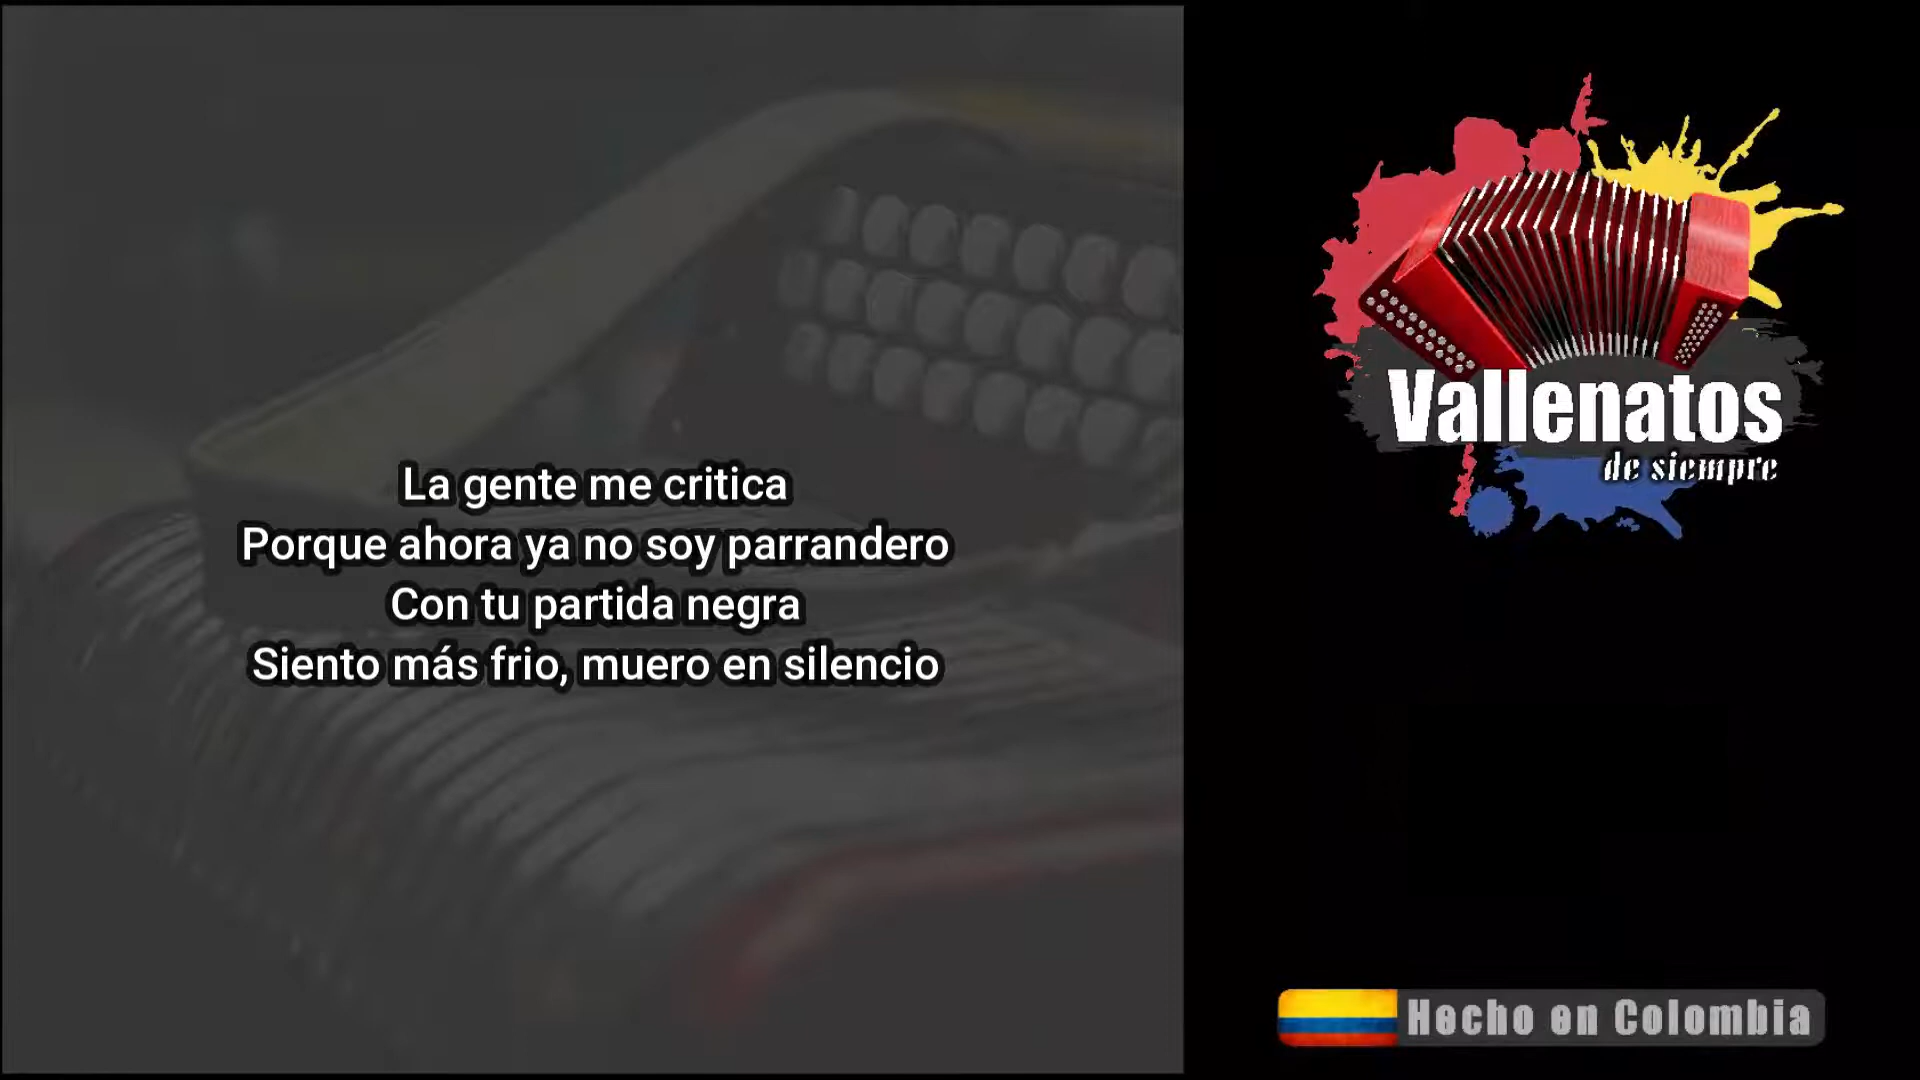 La gente me critica
Porque ahora ya no soy parrandero
Con tu partida negra
Siento más frio, muero en silencio
Vallenatos
de siempre
Hecho en Colombia